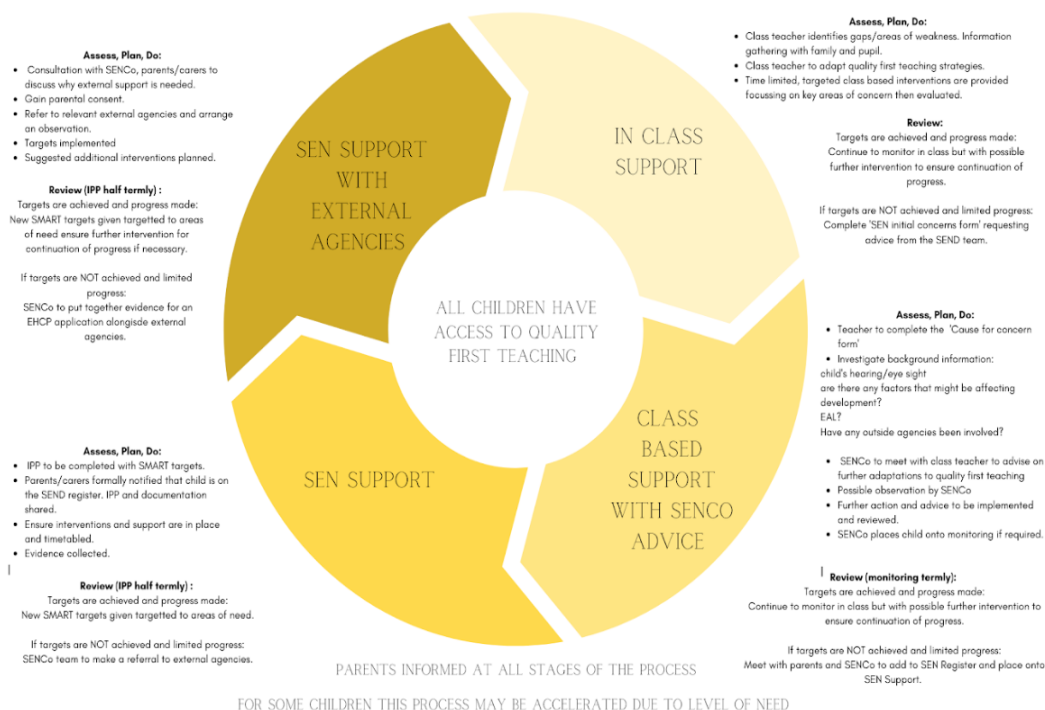 Assess, Plan, Do:
• Class teacher identifies gaps/areas of weakness. Information
gathering with family and pupil.
• Class teacher to adapt quality first teaching strategies.
• Time limited, targeted class based interventions are provided
focussing on key areas of concern then evaluated.
Review:
Targets are achieved and progress made:
Continue to monitor in class but with possible
further intervention to ensure continuation of
progress.
If targets are NOT achieved and limited progress:
Complete 'SEN initial concerns form' requesting
advice from the SEND team.
IN CLASS
SUPPORT
Assess, Plan, Do:
• Teacher to complete the 'Cause for concern
form'
• Investigate background information:
child's hearing/eye sight
are there any factors that might be affecting
development?
EAL?
Have any outside agencies been involved?
• SENCo to meet with class teacher to advise on
further adaptations to quality first teaching
• Possible observation by SENCo
• Further action and advice to be implemented
and reviewed.
• SENCo places child onto monitoring if required.
Review (monitoring termly):
Targets are achieved and progress made:
Continue to monitor in class but with possible further intervention to
ensure continuation of progress.
If targets are NOT achieved and limited progress:
Meet with parents and SENCo to add to SEN Register and place onto
SEN Support.
CLASS
BASED
SUPPORT
WITH SENCO
ADVICE
Assess, Plan, Do:
• IPP to be completed with SMART targets.
• Parents/carers formally notified that child is on
the SEND register. IPP and documentation
shared.
• Ensure interventions and support are in place
and timetabled.
• Evidence collected.
Review (IPP half termly) :
Targets are achieved and progress made:
New SMART targets given targetted to areas of need.
If targets are NOT achieved and limited progress:
SENCo team to make a referral to external agencies.
SEN SUPPORT
Assess, Plan, Do:
• Consultation with SENCo, parents/carers to
discuss why external support is needed.
• Gain parental consent.
• Refer to relevant external agencies and arrange
an observation.
• Targets implemented
• Suggested additional interventions planned.
Review (IPP half termly) :
Targets are achieved and progress made:
New SMART targets given targetted to areas
of need ensure further intervention for
continuation of progress if necessary.
If targets are NOT achieved and limited
progress:
SENCo to put together evidence for an
EHCP application alongisde external
agencies.
SEN SUPPORT
WITH
EXTERNAL
AGENCIES
ALL CHILDREN HAVE
ACCESS TO QUALITY
FIRST TEACHING
PARENTS INFORMED AT ALL STAGES OF THE PROCESS
FOR SOME CHILDREN THIS PROCESS MAY BE ACCELERATED DUE TO LEVEL OF NEED